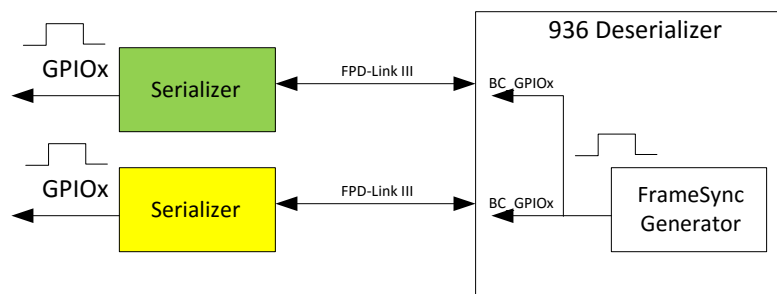 936 Deserializer
GPIOx
Serializer
FPD-Link III
BC_GPIOx
GPIOx
Serializer
FPD-Link III
BC_GPIOx
FrameSync
Generator